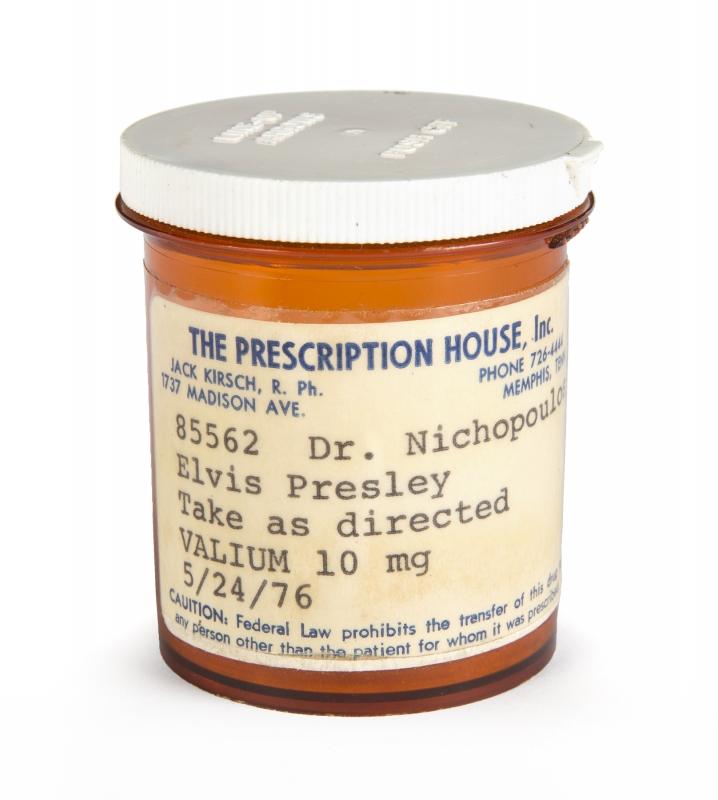 THE PRESCRIPTION HOUSE, Inc.
JACK KIRSCH, R. Ph.
1737 MADISON AVE.
PHONE 726-4444
MEMPHIS, TENN
85562 Dr. Nichopoulos
Elvis Presley
Take as directed
VALIUM 10 mg
5/24/76
CAUITION: Federal Law prohibits the transfer of this drug
any person other than the patient for whom it was prescribed